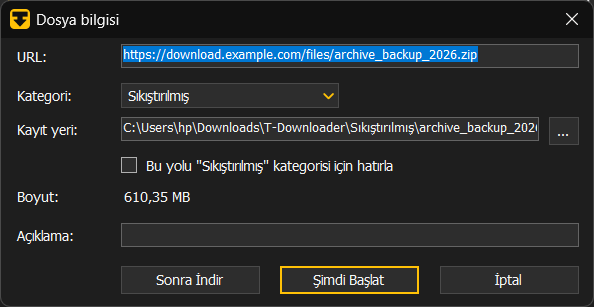 Dosya bilgisi
URL: https://download.example.com/files/archive_backup_2026.zip
Kategori: Sıkıştırılmış
Kayıt yeri: C:\Users\hp\Downloads\T-Downloader\Sıkıştırılmış\archive_backup_2026 ...
Bu yolu "Sıkıştırılmış" kategorisi için hatırla
Boyut: 610,35 MB
Açıklama:
Sonra İndir Şimdi Başlat İptal